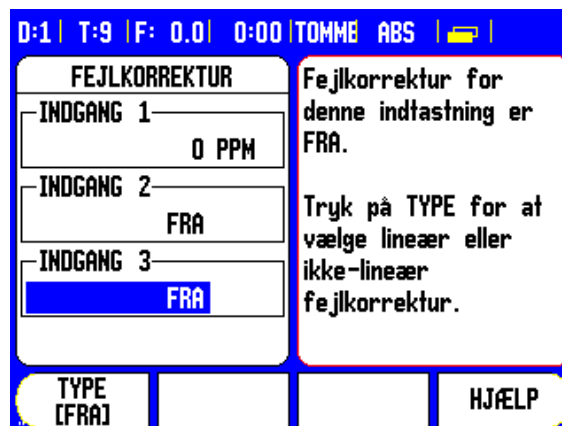 D:1 | T:9 | F: 0.0 | 0:00 | TOMME ABS
FEJLKORREKTUR
INDGANG 1
0 PPM
INDGANG 2
FRA
INDGANG 3
FRA
Fejlkorrektur for
denne indtastning er
FRA.
Tryk på TYPE for at
vælge lineær eller
ikke-lineær
fejlkorrektur.
TYPE
[FRA]
HJÆLP